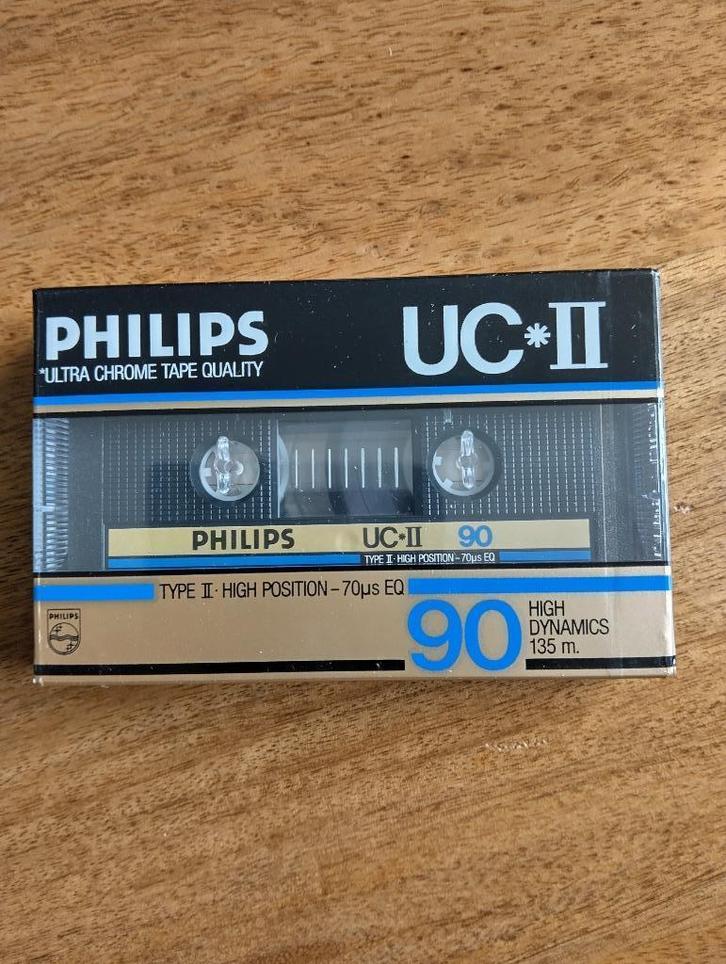 PHILIPS
UC*II
*ULTRA CHROME TAPE QUALITY
PHILIPS UC*II 90
TYPE II · HIGH POSITION – 70µs EQ
TYPE II · HIGH POSITION – 70µs EQ
PHILIPS
90
HIGH
DYNAMICS
135 m.